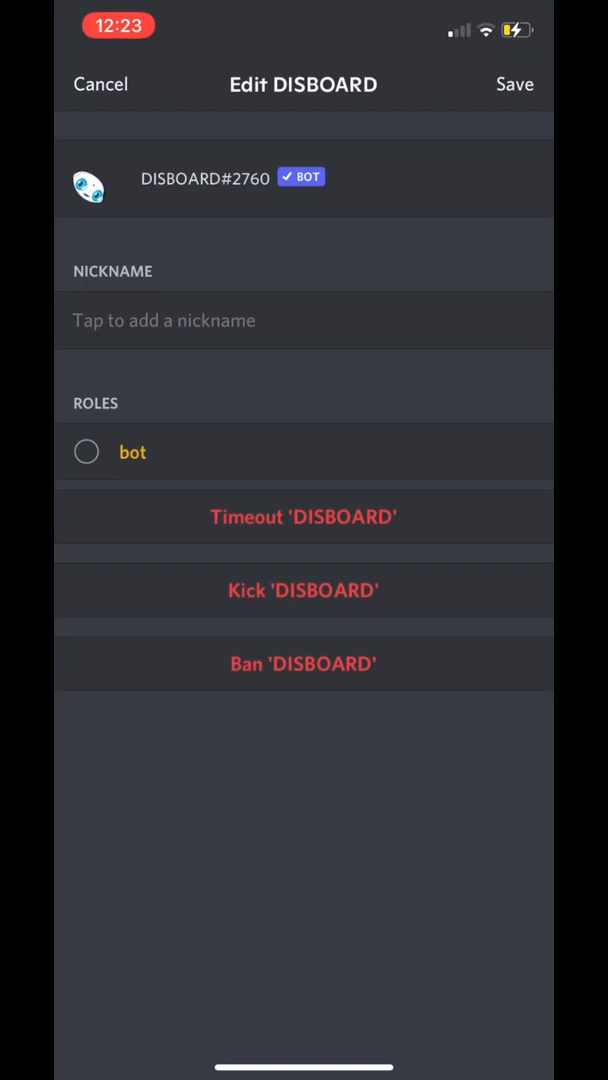 12:23
Cancel Edit DISBOARD Save
DISBOARD#2760 BOT
NICKNAME
Tap to add a nickname
ROLES
bot
Timeout 'DISBOARD'
Kick 'DISBOARD'
Ban 'DISBOARD'